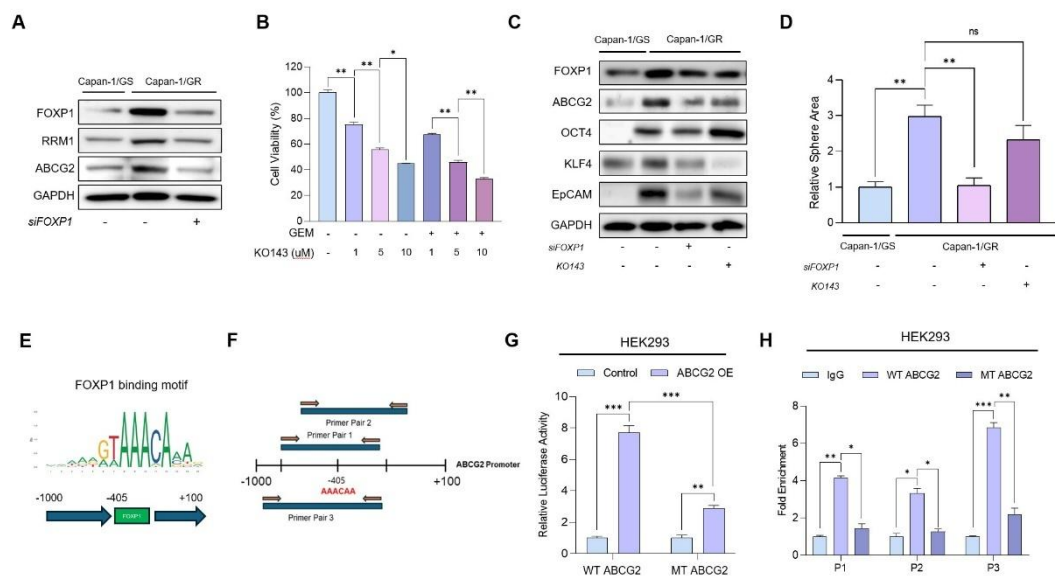 A
Capan-1/GS Capan-1/GR
FOXP1
RRM1
ABCG2
GAPDH
siFOXP1 - - +
B
Cell Viability (%)
120
100
80
60
40
20
0
** ** * ** **
GEM - + + +
KO143 (uM) 1 5 10 1 5 10
C
Capan-1/GS Capan-1/GR
FOXP1
ABCG2
OCT4
KLF4
EpCAM
GAPDH
siFOXP1 - - + -
KO143 - - - +
D
Relative Sphere Area
4
3
2
1
0
ns
** **
Capan-1/GS Capan-1/GR
siFOXP1 - - + -
KO143 - - - +
E
FOXP1 binding motif
GTAAACAAA
-1000 -405 +100
FOXP1
F
Primer Pair 2
Primer Pair 1
ABCG2 Promoter
-1000 -405 +100
AAACAA
Primer Pair 3
G
HEK293
Control ABCG2 OE
Relative Luciferase Activity
10
8
6
4
2
0
*** *** **
WT ABCG2 MT ABCG2
H
HEK293
IgG WT ABCG2 MT ABCG2
Fold Enrichment
8
6
4
2
0
** * * * *** **
P1 P2 P3